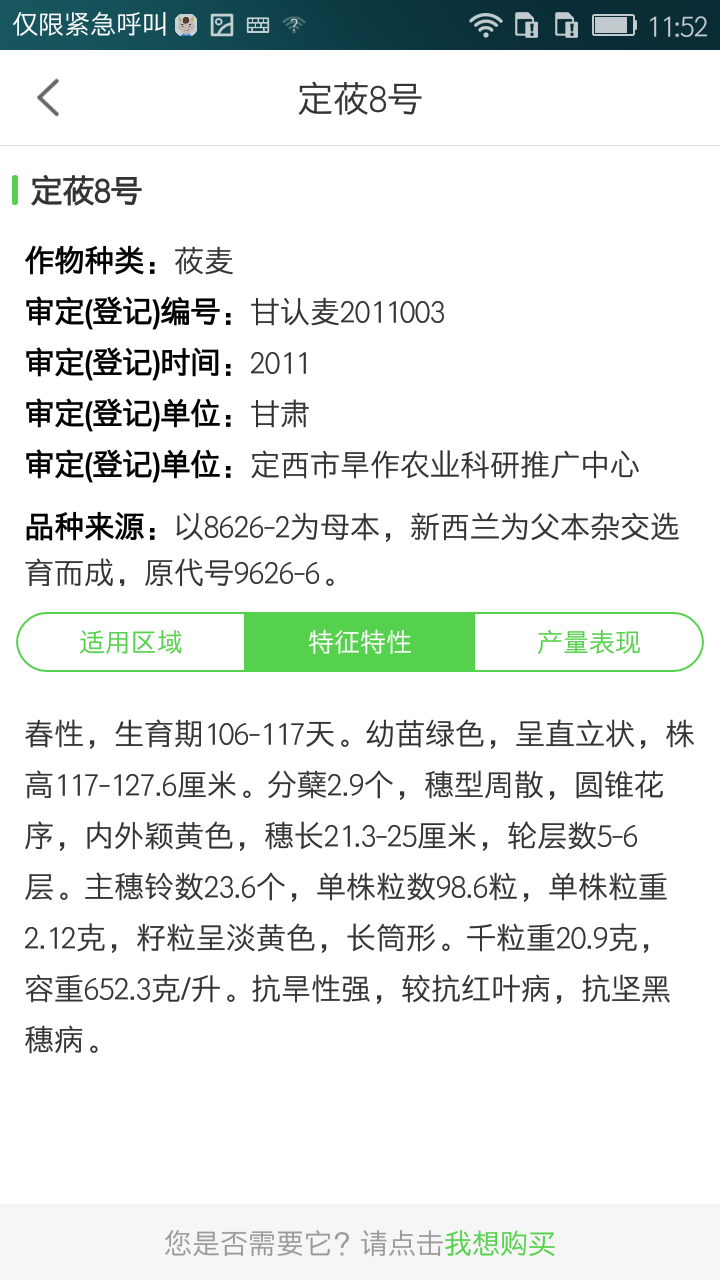 仅限紧急呼叫 11:52
定莜8号
定莜8号
作物种类：莜麦
审定(登记)编号：甘认麦2011003
审定(登记)时间：2011
审定(登记)单位：甘肃
审定(登记)单位：定西市旱作农业科研推广中心
品种来源：以8626-2为母本，新西兰为父本杂交选
育而成，原代号9626-6。
适用区域 特征特性 产量表现
春性，生育期106-117天。幼苗绿色，呈直立状，株
高117-127.6厘米。分蘖2.9个，穗型周散，圆锥花
序，内外颖黄色，穗长21.3-25厘米，轮层数5-6
层。主穗铃数23.6个，单株粒数98.6粒，单株粒重
2.12克，籽粒呈淡黄色，长筒形。千粒重20.9克，
容重652.3克/升。抗旱性强，较抗红叶病，抗坚黑
穗病。
您是否需要它？请点击我想购买